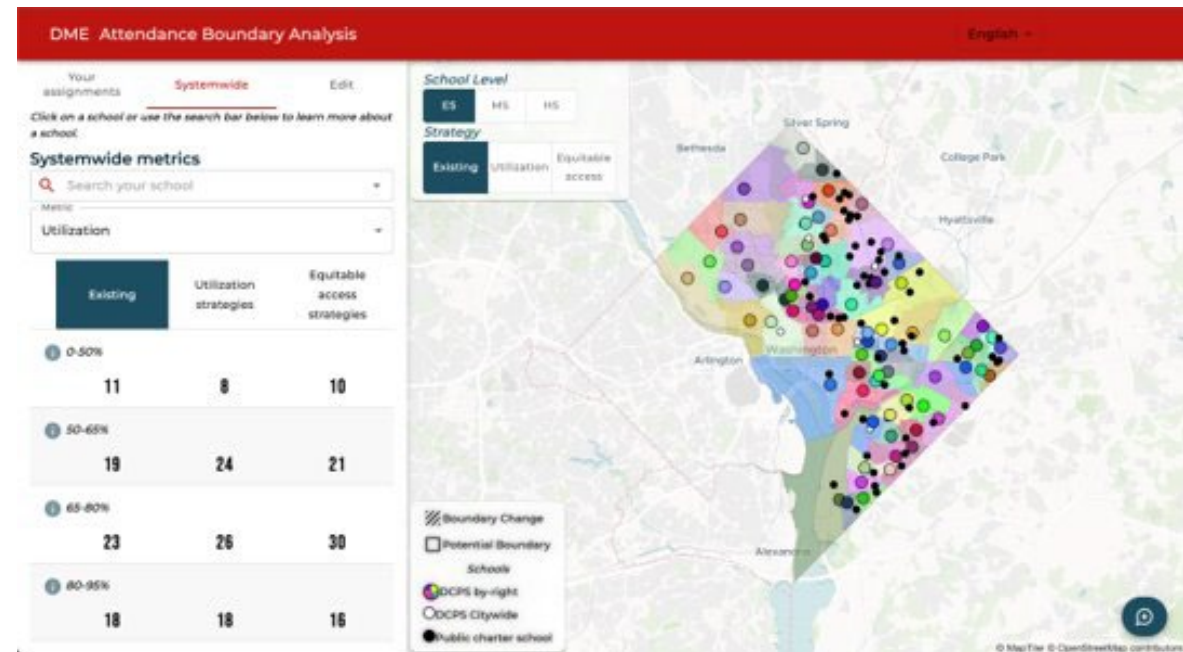 DME Attendance Boundary Analysis
English
Your
assignments
Systemwide
Edit
Click on a school or use the search bar below to learn more about
a school.
Systemwide metrics
Search your school
Metric
Utilization
Existing
Utilization
strategies
Equitable
access
strategies
0-50%
11 8 10
50-65%
19 24 21
65-80%
23 26 30
80-95%
18 18 16
School Level
ES MS HS
Strategy
Existing
Utilization
Equitable
access
Silver Spring
Bethesda
College Park
Hyattsville
Washington
Arlington
Alexandria
Boundary Change
Potential Boundary
Schools
DCPS by-right
DCPS Citywide
Public charter school
© MapTiler © OpenStreetMap contributors